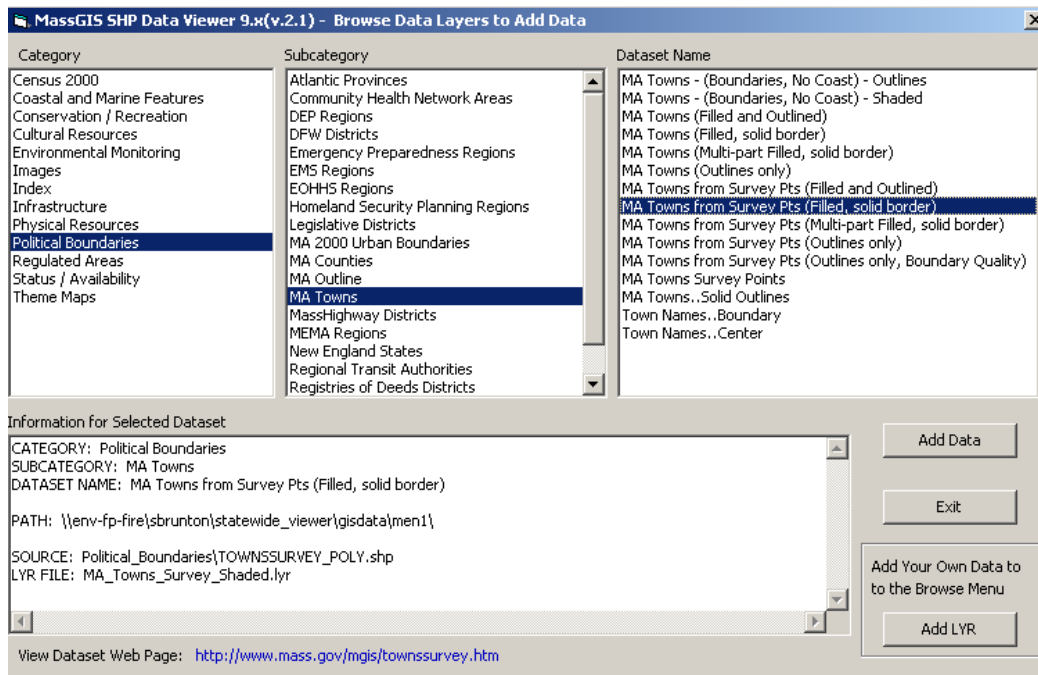 MassGIS SHP Data Viewer 9.x(v.2.1) - Browse Data Layers to Add Data
Category
Census 2000
Coastal and Marine Features
Conservation / Recreation
Cultural Resources
Environmental Monitoring
Images
Index
Infrastructure
Physical Resources
Political Boundaries
Regulated Areas
Status / Availability
Theme Maps
Subcategory
Atlantic Provinces
Community Health Network Areas
DEP Regions
DFW Districts
Emergency Preparedness Regions
EMS Regions
EOHHS Regions
Homeland Security Planning Regions
Legislative Districts
MA 2000 Urban Boundaries
MA Counties
MA Outline
MA Towns
MassHighway Districts
MEMA Regions
New England States
Regional Transit Authorities
Registries of Deeds Districts
Dataset Name
MA Towns - (Boundaries, No Coast) - Outlines
MA Towns - (Boundaries, No Coast) - Shaded
MA Towns (Filled and Outlined)
MA Towns (Filled, solid border)
MA Towns (Multi-part Filled, solid border)
MA Towns (Outlines only)
MA Towns from Survey Pts (Filled and Outlined)
MA Towns from Survey Pts (Filled, solid border)
MA Towns from Survey Pts (Multi-part Filled, solid border)
MA Towns from Survey Pts (Outlines only)
MA Towns from Survey Pts (Outlines only, Boundary Quality)
MA Towns Survey Points
MA Towns..Solid Outlines
Town Names..Boundary
Town Names..Center
Information for Selected Dataset
CATEGORY: Political Boundaries
SUBCATEGORY: MA Towns
DATASET NAME: MA Towns from Survey Pts (Filled, solid border)
PATH: \\env-fp-fire\sbrunton\statewide_viewer\gisdata\men1\
SOURCE: Political_Boundaries\TOWNSSURVEY_POLY.shp
LYR FILE: MA_Towns_Survey_Shaded.lyr
Add Data
Exit
Add Your Own Data to
to the Browse Menu
Add LYR
View Dataset Web Page: http://www.mass.gov/mgis/townssurvey.htm